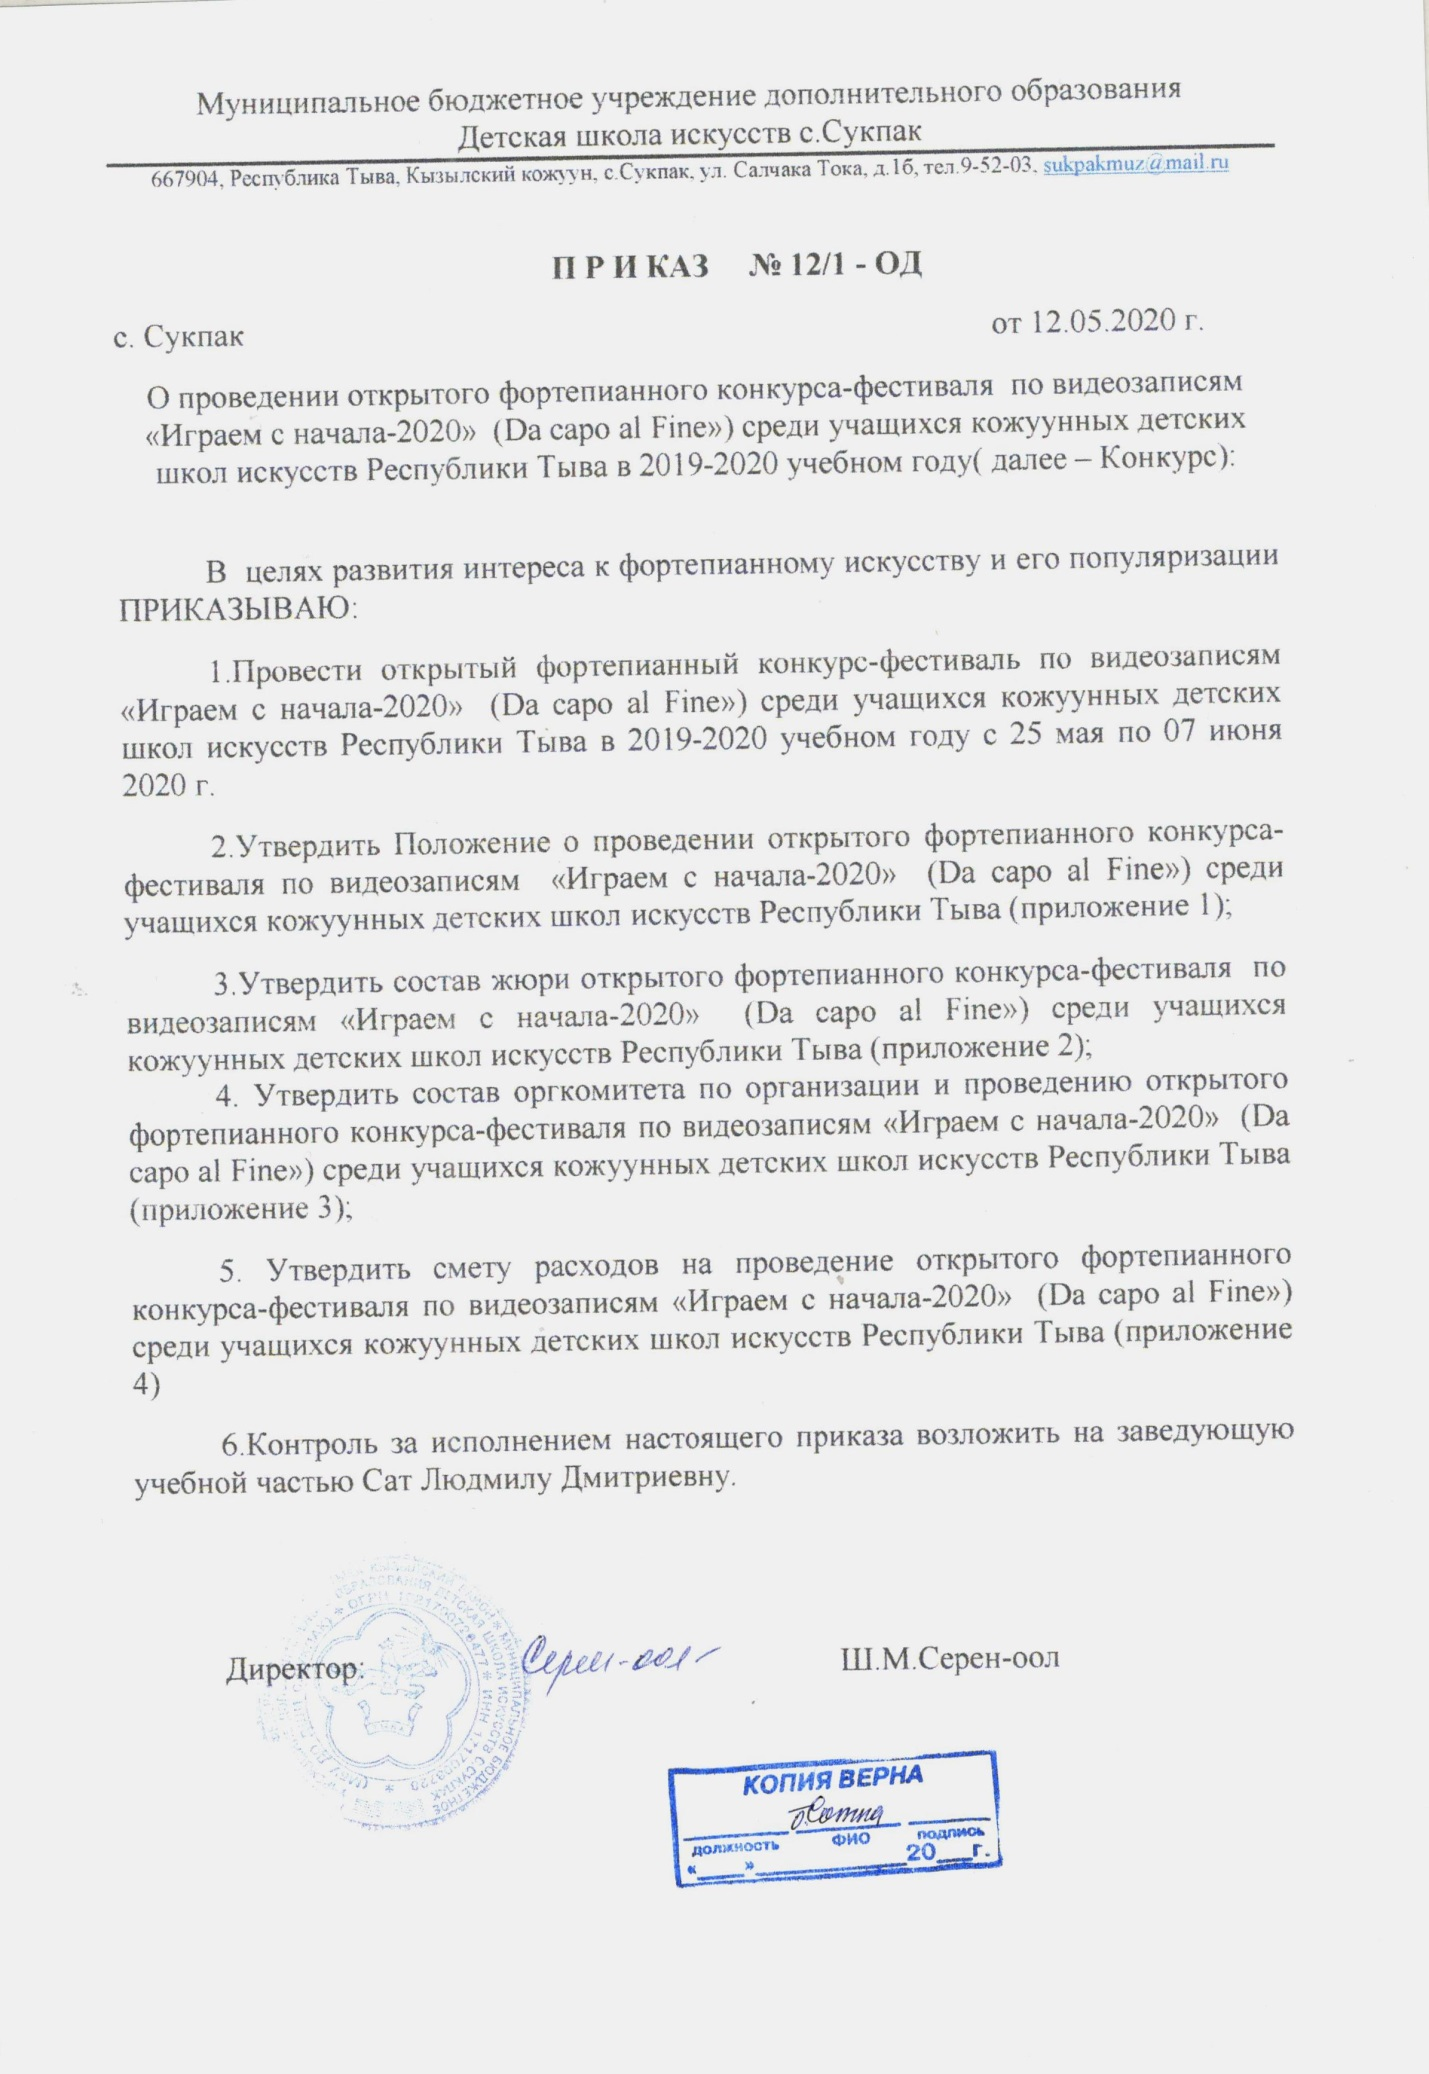 Муниципальное бюджетное учреждение дополнительного образования
Детская школа искусств с.Сукпак
667904, Республика Тыва, Кызылский кожуун, с.Сукпак, ул. Салчака Тока, д.1б, тел.9-52-03, sukpakmuz@mail.ru
П Р И КАЗ № 12/1 - ОД
с. Сукпак от 12.05.2020 г.
О проведении открытого фортепианного конкурса-фестиваля по видеозаписям
«Играем с начала-2020» (Da capo al Fine») среди учащихся кожуунных детских
школ искусств Республики Тыва в 2019-2020 учебном году( далее – Конкурс):
В целях развития интереса к фортепианному искусству и его популяризации
ПРИКАЗЫВАЮ:
1.Провести открытый фортепианный конкурс-фестиваль по видеозаписям
«Играем с начала-2020» (Da capo al Fine») среди учащихся кожуунных детских
школ искусств Республики Тыва в 2019-2020 учебном году с 25 мая по 07 июня
2020 г.
2.Утвердить Положение о проведении открытого фортепианного конкурса-
фестиваля по видеозаписям «Играем с начала-2020» (Da capo al Fine») среди
учащихся кожуунных детских школ искусств Республики Тыва (приложение 1);
3.Утвердить состав жюри открытого фортепианного конкурса-фестиваля по
видеозаписям «Играем с начала-2020» (Da capo al Fine») среди учащихся
кожуунных детских школ искусств Республики Тыва (приложение 2);
4. Утвердить состав оргкомитета по организации и проведению открытого
фортепианного конкурса-фестиваля по видеозаписям «Играем с начала-2020» (Da
capo al Fine») среди учащихся кожуунных детских школ искусств Республики Тыва
(приложение 3);
5. Утвердить смету расходов на проведение открытого фортепианного
конкурса-фестиваля по видеозаписям «Играем с начала-2020» (Da capo al Fine»)
среди учащихся кожуунных детских школ искусств Республики Тыва (приложение
4)
6.Контроль за исполнением настоящего приказа возложить на заведующую
учебной частью Сат Людмилу Дмитриевну.
Директор: Серен-оол Ш.М.Серен-оол
МУНИЦИПАЛЬНОЕ БЮДЖЕТНОЕ
ОБРАЗОВАНИЯ ДЕТСКАЯ ШКОЛА ИСКУССТВ С.СУКПАК
КОПИЯ ВЕРНА
должность ФИО подпись
«____»____________20___г.